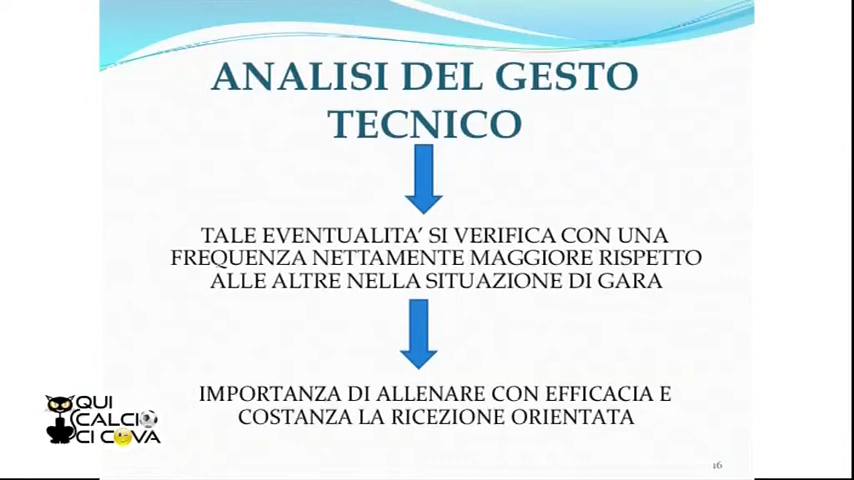 ANALISI DEL GESTO
TECNICO
TALE EVENTUALITA’ SI VERIFICA CON UNA
FREQUENZA NETTAMENTE MAGGIORE RISPETTO
ALLE ALTRE NELLA SITUAZIONE DI GARA
IMPORTANZA DI ALLENARE CON EFFICACIA E
COSTANZA LA RICEZIONE ORIENTATA
QUI
CALCIO
CI COVA
16